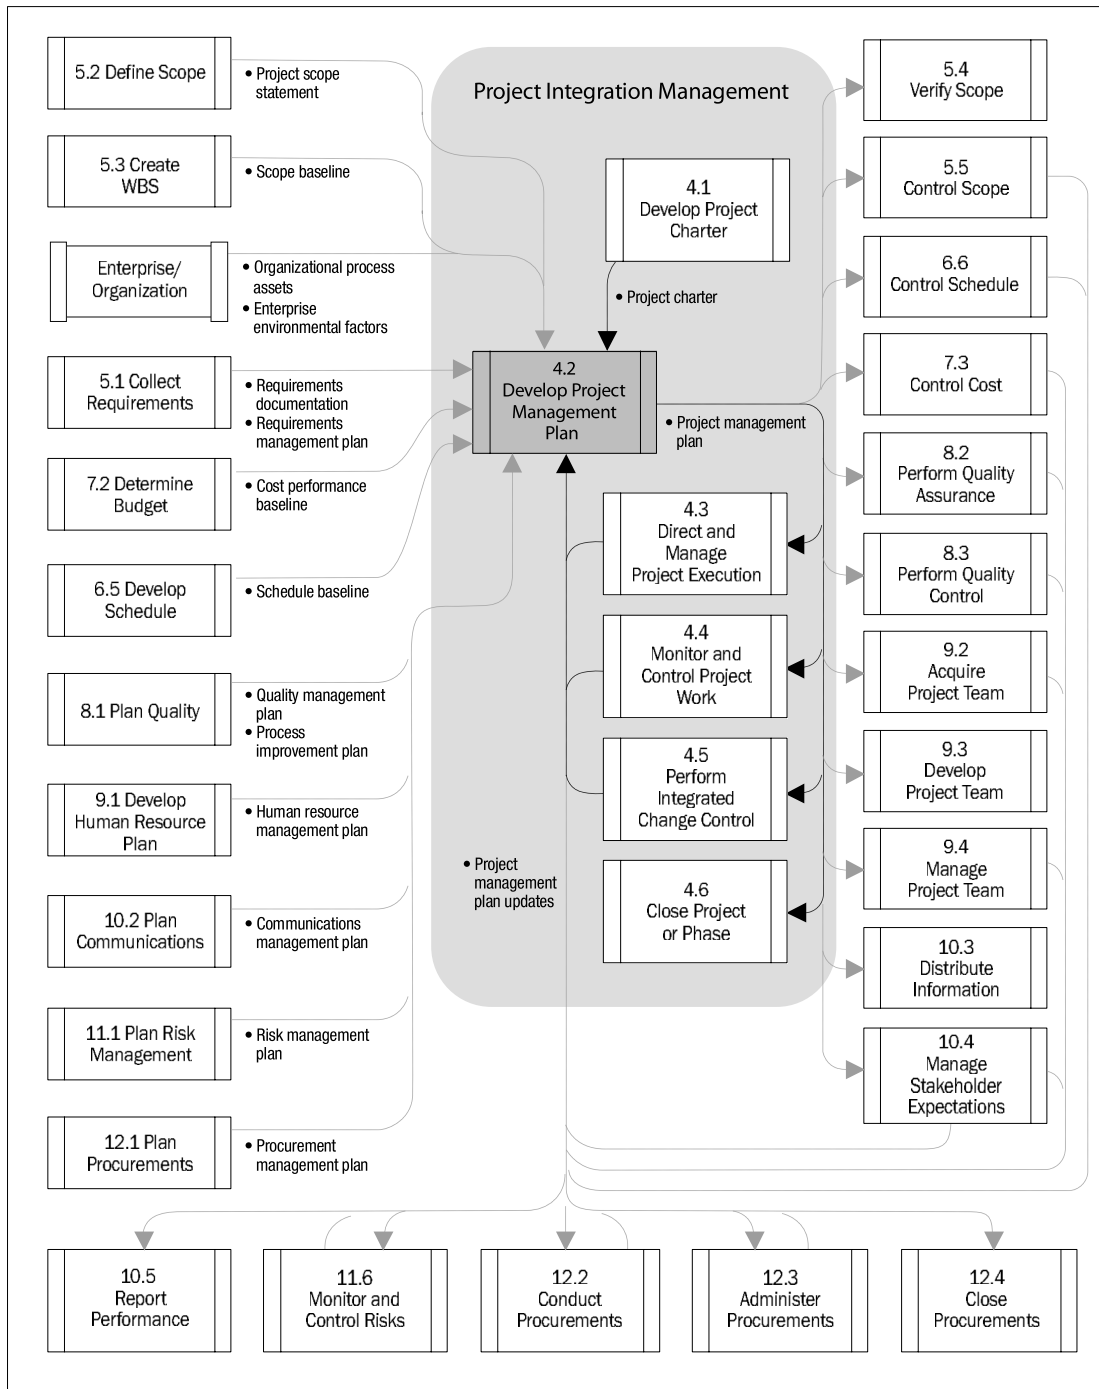 5.2 Define Scope
• Project scope
statement
5.3 Create
WBS
• Scope baseline
Enterprise/
Organization
• Organizational process
assets
• Enterprise
environmental factors
5.1 Collect
Requirements
• Requirements
documentation
• Requirements
management plan
7.2 Determine
Budget
• Cost performance
baseline
6.5 Develop
Schedule
• Schedule baseline
8.1 Plan Quality
• Quality management
plan
• Process
improvement plan
9.1 Develop
Human Resource
Plan
• Human resource
management plan
10.2 Plan
Communications
• Communications
management plan
11.1 Plan Risk
Management
• Risk management
plan
12.1 Plan
Procurements
• Procurement
management plan
Project Integration Management
4.1
Develop Project
Charter
• Project charter
4.2
Develop Project
Management
Plan
• Project management
plan
4.3
Direct and
Manage
Project Execution
4.4
Monitor and
Control Project
Work
4.5
Perform
Integrated
Change Control
• Project
management
plan updates
4.6
Close Project
or Phase
5.4
Verify Scope
5.5
Control Scope
6.6
Control Schedule
7.3
Control Cost
8.2
Perform Quality
Assurance
8.3
Perform Quality
Control
9.2
Acquire
Project Team
9.3
Develop
Project Team
9.4
Manage
Project Team
10.3
Distribute
Information
10.4
Manage
Stakeholder
Expectations
10.5
Report
Performance
11.6
Monitor and
Control Risks
12.2
Conduct
Procurements
12.3
Administer
Procurements
12.4
Close
Procurements